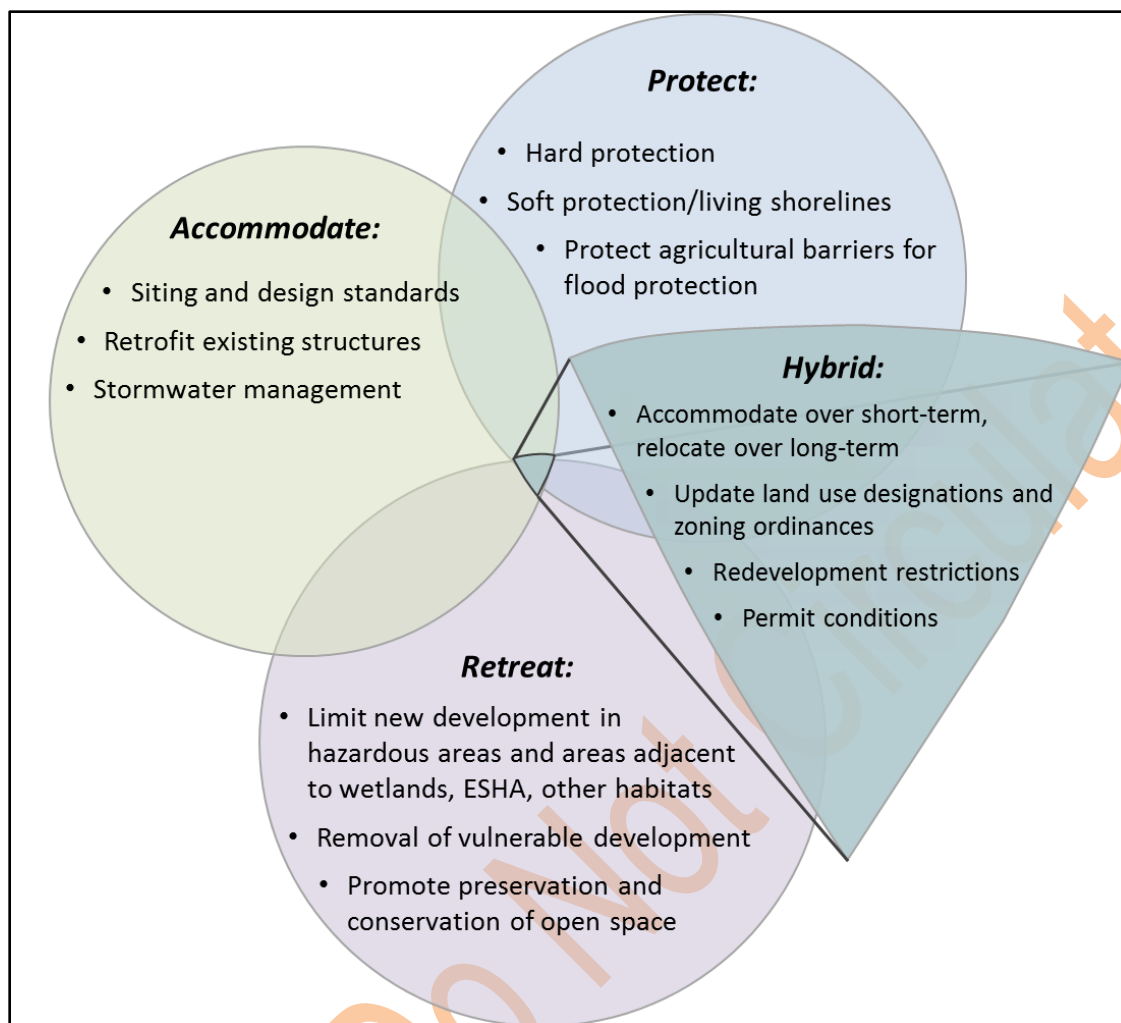 Protect:
• Hard protection
• Soft protection/living shorelines
• Protect agricultural barriers for
flood protection
Accommodate:
• Siting and design standards
• Retrofit existing structures
• Stormwater management
Hybrid:
• Accommodate over short-term,
relocate over long-term
• Update land use designations and
zoning ordinances
• Redevelopment restrictions
• Permit conditions
Retreat:
• Limit new development in
hazardous areas and areas adjacent
to wetlands, ESHA, other habitats
• Removal of vulnerable development
• Promote preservation and
conservation of open space
Do Not Circulat